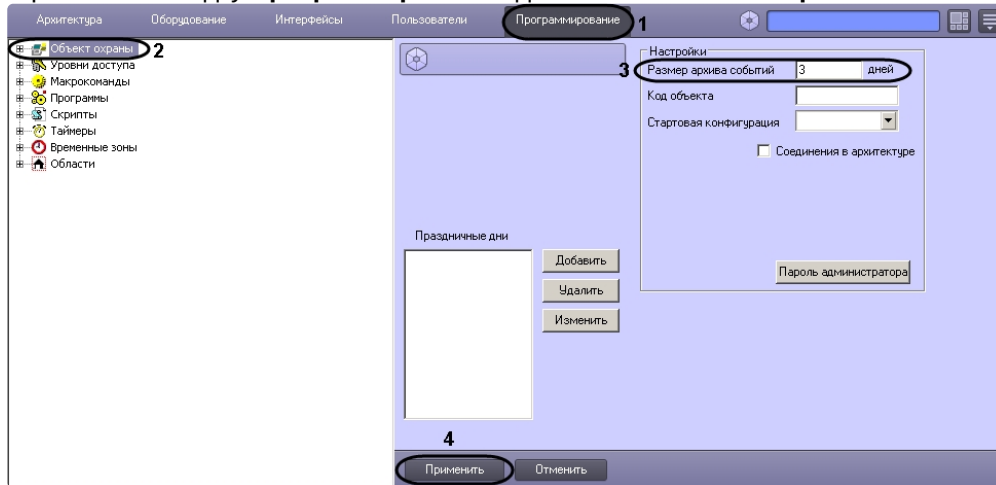 Архитектура Оборудование Интерфейсы Пользователи Программирование 1
Объект охраны 2
Уровни доступа
Макрокоманды
Программы
Скрипты
Таймеры
Временные зоны
Области
Настройки
3 Размер архива событий 3 дней
Код объекта
Стартовая конфигурация
Соединения в архитектуре
Пароль администратора
Праздничные дни
Добавить
Удалить
Изменить
4
Применить Отменить